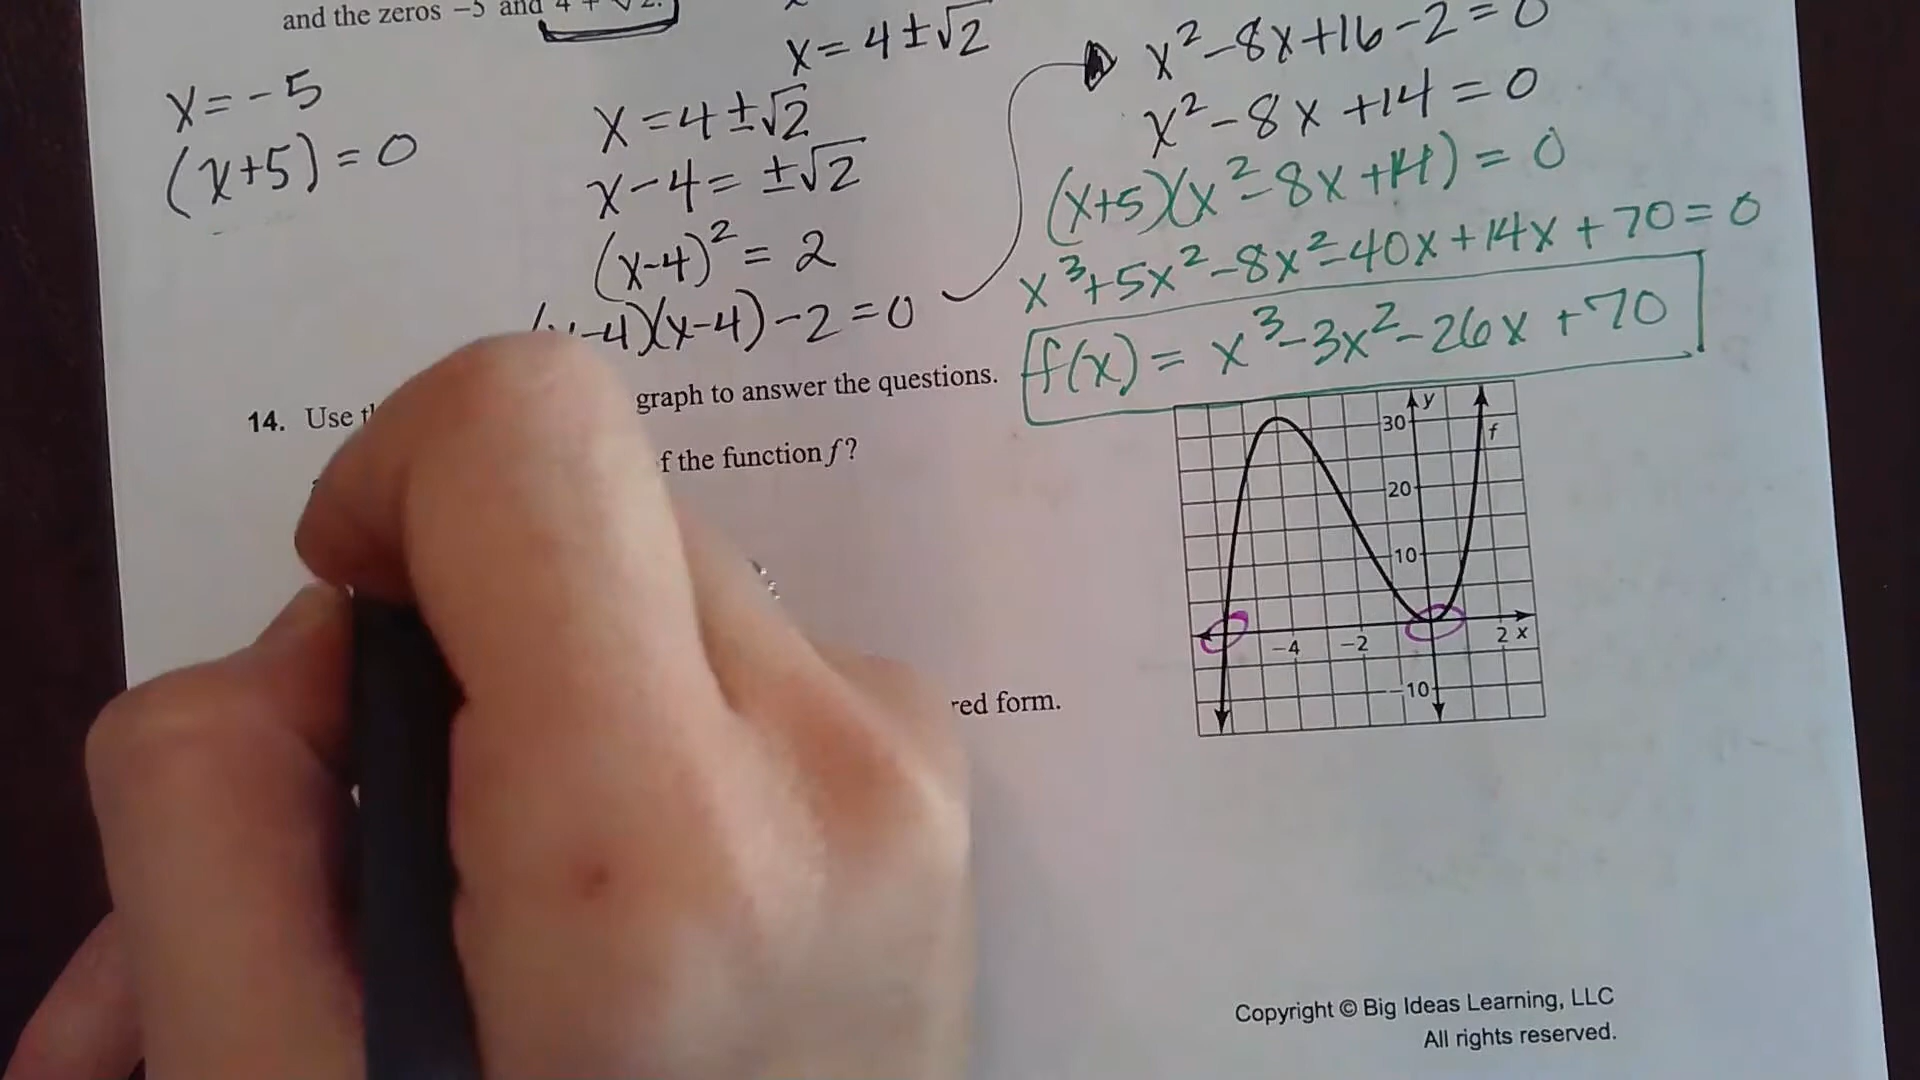 and the zeros −5 and 4 + √2.
x = 4 ± √2
x² − 8x + 16 − 2 = 0
x = −5
x = 4 ± √2
x² − 8x + 14 = 0
(x+5) = 0
x − 4 = ±√2
(x+5)(x² − 8x + 14) = 0
(x−4)² = 2
x³ + 5x² − 8x² − 40x + 14x + 70 = 0
−4)(x−4) − 2 = 0
f(x) = x³ − 3x² − 26x + 70
14. Use graph to answer the questions.
f the function f?
red form.
y
30
f
20
10
−4 −2 2 x
−10
Copyright © Big Ideas Learning, LLC
All rights reserved.